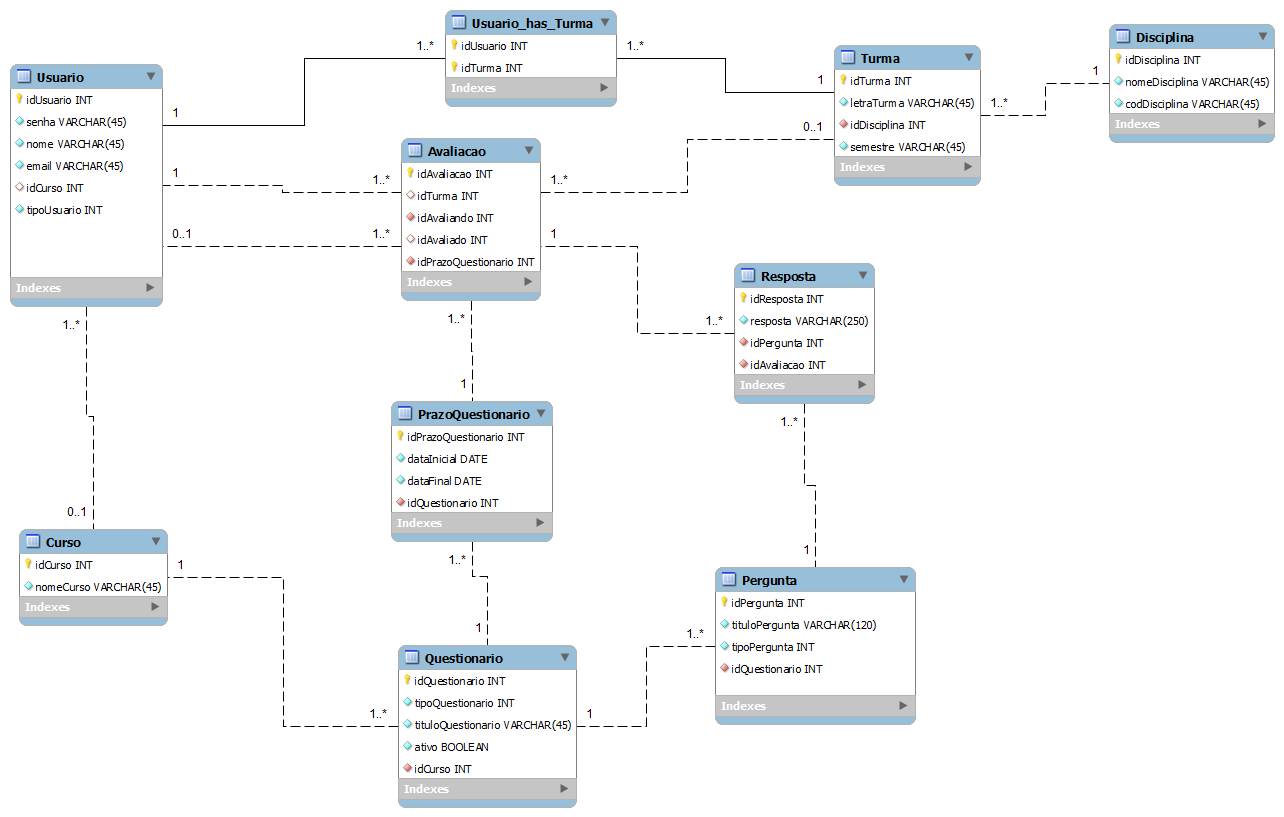 Usuario_has_Turma
idUsuario INT
idTurma INT
Indexes
1..*
1..*
Disciplina
idDisciplina INT
nomeDisciplina VARCHAR(45)
codDisciplina VARCHAR(45)
Indexes
1
Turma
idTurma INT
letraTurma VARCHAR(45)
idDisciplina INT
semestre VARCHAR(45)
Indexes
1
1..*
0..1
Usuario
idUsuario INT
senha VARCHAR(45)
nome VARCHAR(45)
email VARCHAR(45)
idCurso INT
tipoUsuario INT
Indexes
1
1
0..1
1..*
Avaliacao
idAvaliacao INT
idTurma INT
idAvaliando INT
idAvaliado INT
idPrazoQuestionario INT
Indexes
1..*
1..*
1..*
1
1..*
Resposta
idResposta INT
resposta VARCHAR(250)
idPergunta INT
idAvaliacao INT
Indexes
1..*
1..*
PrazoQuestionario
idPrazoQuestionario INT
dataInicial DATE
dataFinal DATE
idQuestionario INT
Indexes
1
1..*
Curso
idCurso INT
nomeCurso VARCHAR(45)
Indexes
0..1
1
Pergunta
idPergunta INT
tituloPergunta VARCHAR(120)
tipoPergunta INT
idQuestionario INT
Indexes
1
1..*
Questionario
idQuestionario INT
tipoQuestionario INT
tituloQuestionario VARCHAR(45)
ativo BOOLEAN
idCurso INT
Indexes
1
1..*
1